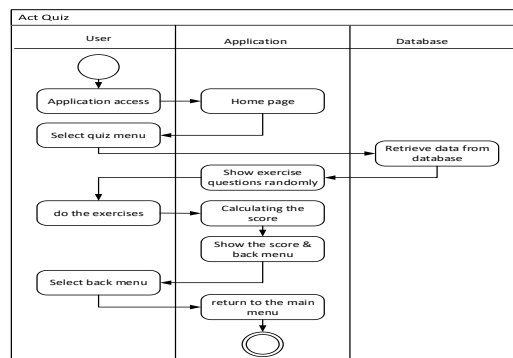 Act Quiz
User
Application
Database
Application access
Home page
Select quiz menu
Retrieve data from
database
Show exercise
questions randomly
do the exercises
Calculating the
score
Show the score &
back menu
Select back menu
return to the main
menu